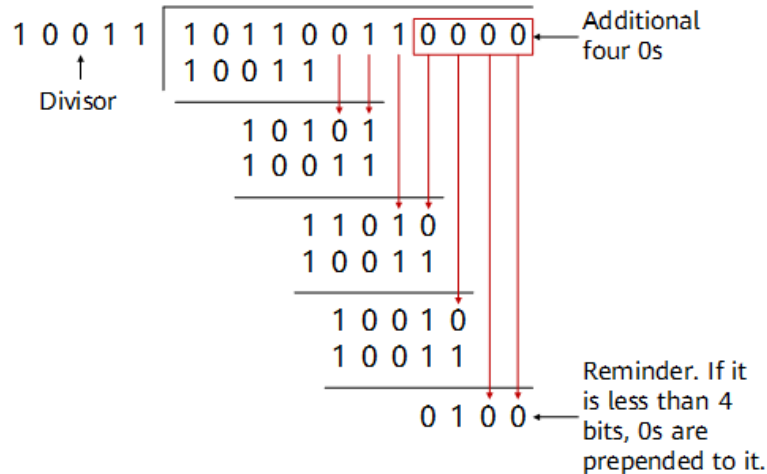 1 0 0 1 1
1 0 1 1 0 0 1 1 0 0 0 0
Additional
four 0s
1 0 0 1 1
Divisor
1 0 1 0 1
1 0 0 1 1
1 1 0 1 0
1 0 0 1 1
1 0 0 1 0
1 0 0 1 1
0 1 0 0
Reminder. If it
is less than 4
bits, 0s are
prepended to it.